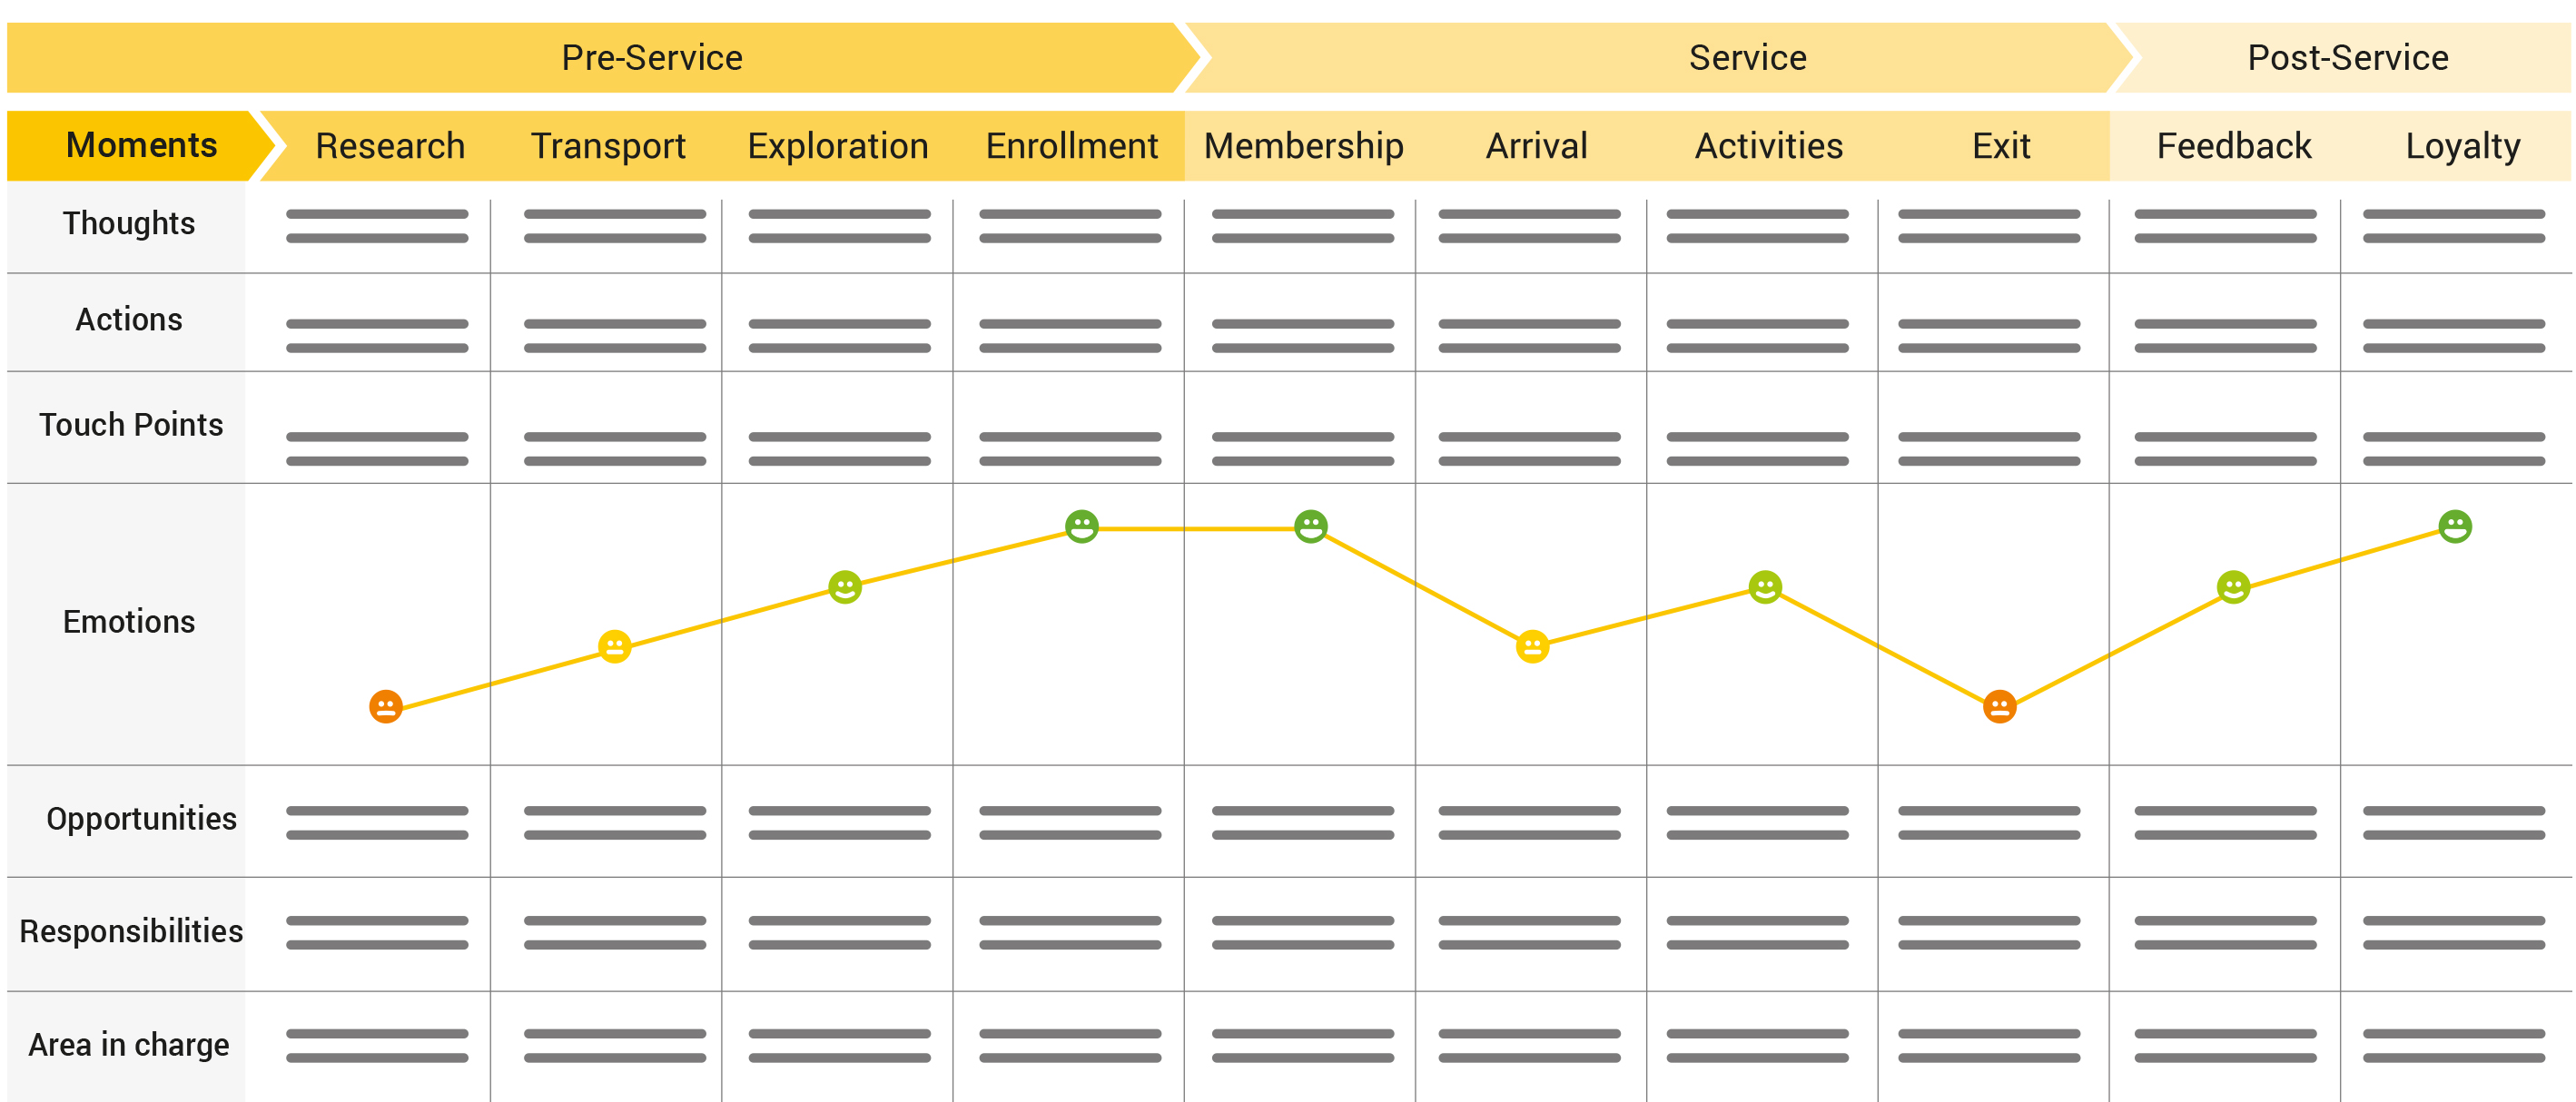 Pre-Service Service Post-Service
Moments Research Transport Exploration Enrollment Membership Arrival Activities Exit Feedback Loyalty
Thoughts
Actions
Touch Points
Emotions
Opportunities
Responsibilities
Area in charge